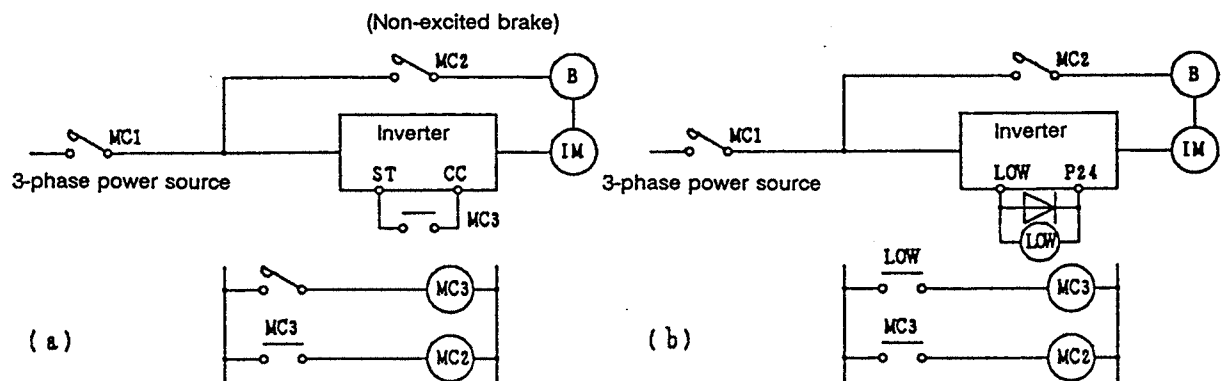 (Non-excited brake)
MC2
B
MC1
Inverter
IM
3-phase power source
ST CC
MC3
MC3
MC3
MC2
(a)
MC2
B
MC1
Inverter
IM
3-phase power source
LOW P24
LOW
LOW
MC3
MC3
MC2
(b)